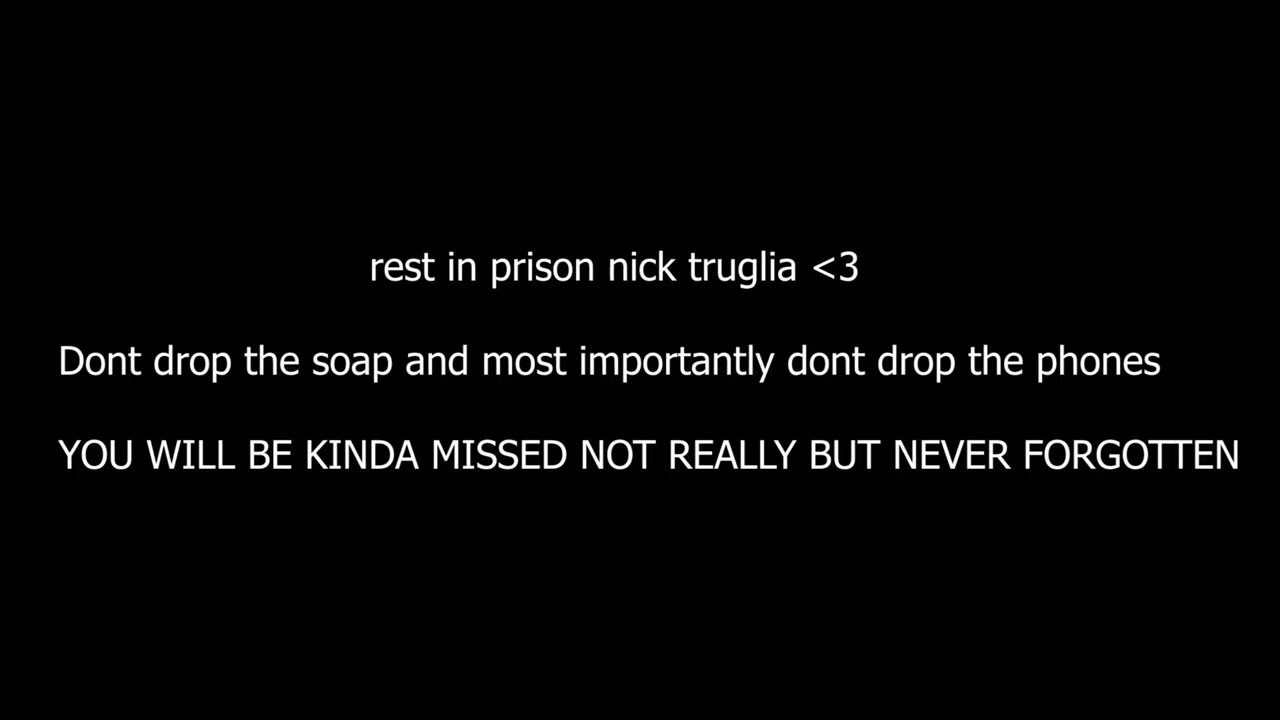 rest in prison nick truglia <3
Dont drop the soap and most importantly dont drop the phones
YOU WILL BE KINDA MISSED NOT REALLY BUT NEVER FORGOTTEN